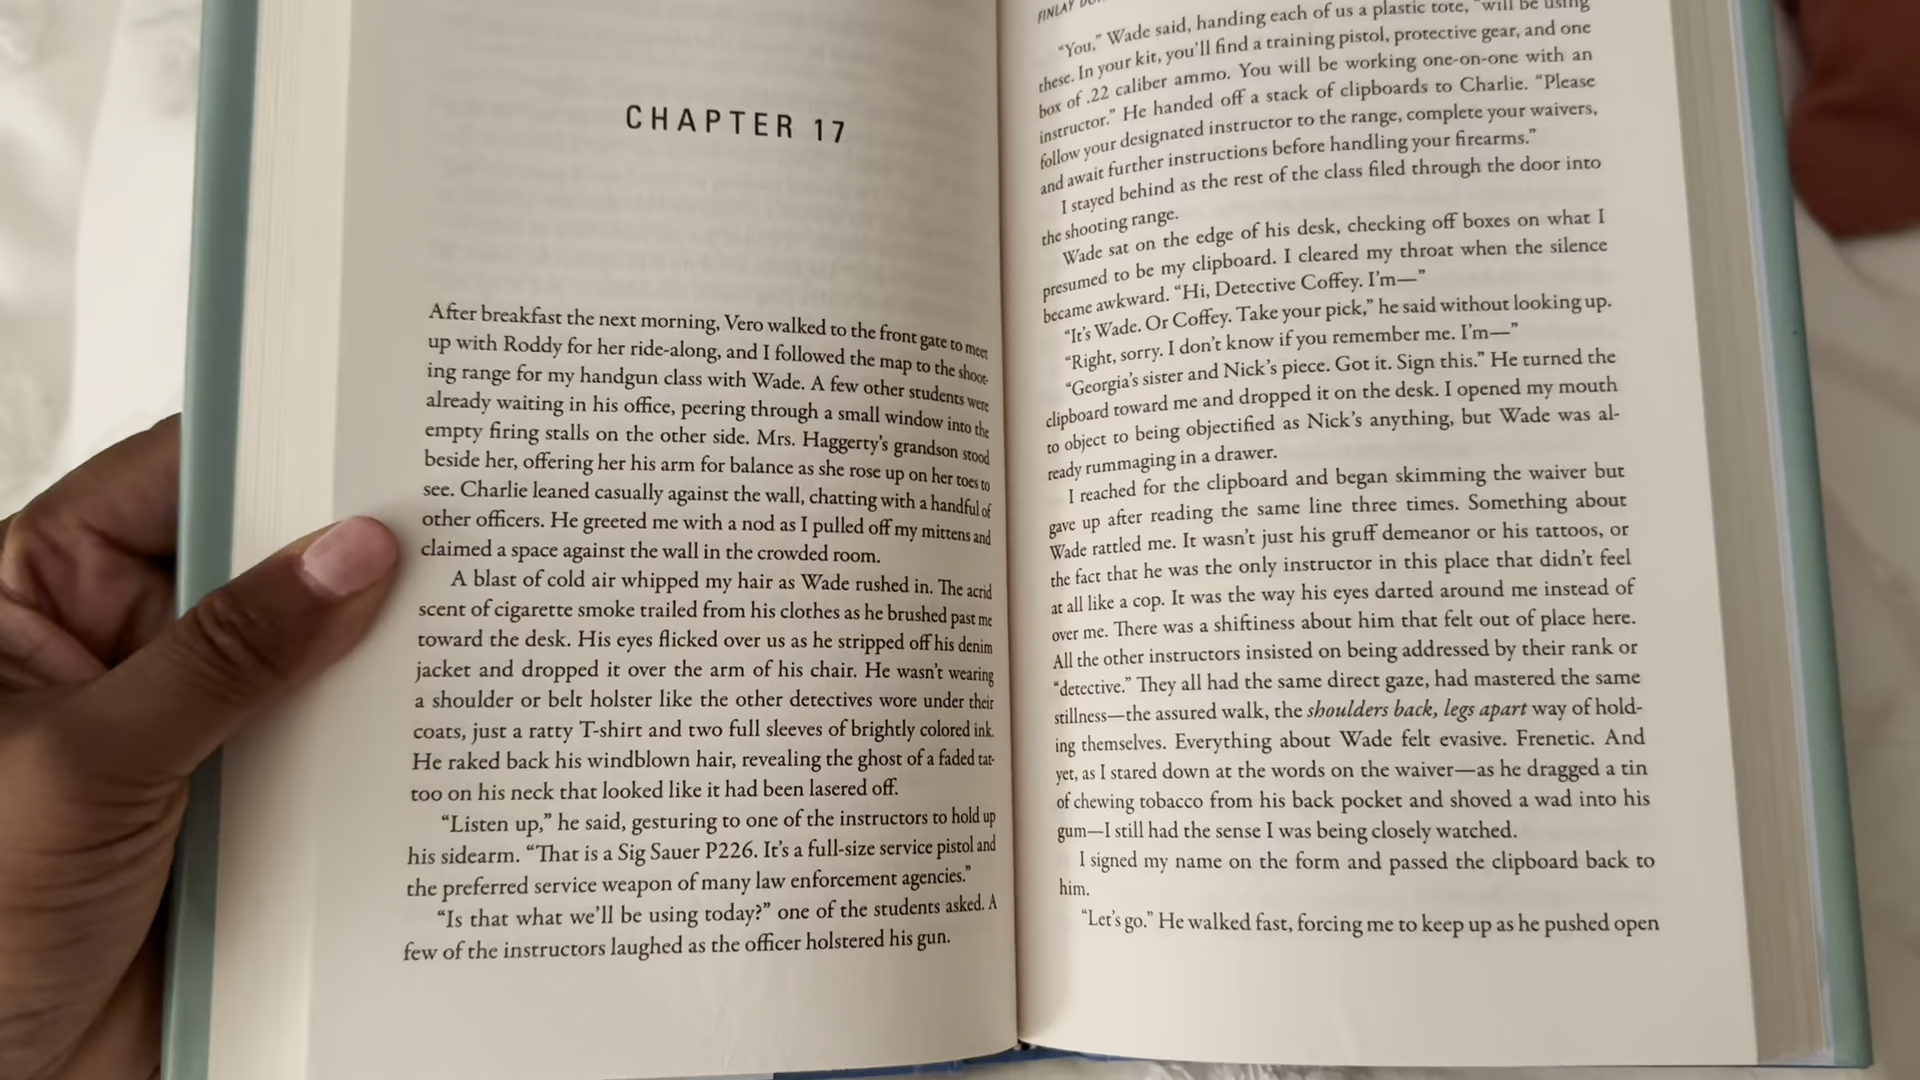 CHAPTER 17
After breakfast the next morning, Vero walked to the front gate to meet
up with Roddy for her ride-along, and I followed the map to the shoot-
ing range for my handgun class with Wade. A few other students were
already waiting in his office, peering through a small window into the
empty firing stalls on the other side. Mrs. Haggerty's grandson stood
beside her, offering her his arm for balance as she rose up on her toes to
see. Charlie leaned casually against the wall, chatting with a handful of
other officers. He greeted me with a nod as I pulled off my mittens and
claimed a space against the wall in the crowded room.
A blast of cold air whipped my hair as Wade rushed in. The acrid
scent of cigarette smoke trailed from his clothes as he brushed past me
toward the desk. His eyes flicked over us as he stripped off his denim
jacket and dropped it over the arm of his chair. He wasn't wearing
a shoulder or belt holster like the other detectives wore under their
coats, just a ratty T-shirt and two full sleeves of brightly colored ink.
He raked back his windblown hair, revealing the ghost of a faded tat-
too on his neck that looked like it had been lasered off.
“Listen up,” he said, gesturing to one of the instructors to hold up
his sidearm. “That is a Sig Sauer P226. It's a full-size service pistol and
the preferred service weapon of many law enforcement agencies.”
“Is that what we'll be using today?” one of the students asked. A
few of the instructors laughed as the officer holstered his gun.
FINLAY
“You,” Wade said, handing each of us a plastic tote, “will be using
these. In your kit, you'll find a training pistol, protective gear, and one
box of .22 caliber ammo. You will be working one-on-one with an
instructor.” He handed off a stack of clipboards to Charlie. “Please
follow your designated instructor to the range, complete your waivers,
and await further instructions before handling your firearms.”
I stayed behind as the rest of the class filed through the door into
the shooting range.
Wade sat on the edge of his desk, checking off boxes on what I
presumed to be my clipboard. I cleared my throat when the silence
became awkward. “Hi, Detective Coffey. I'm—”
“It's Wade. Or Coffey. Take your pick,” he said without looking up.
“Right, sorry. I don't know if you remember me. I'm—”
“Georgia's sister and Nick's piece. Got it. Sign this.” He turned the
clipboard toward me and dropped it on the desk. I opened my mouth
to object to being objectified as Nick's anything, but Wade was al-
ready rummaging in a drawer.
I reached for the clipboard and began skimming the waiver but
gave up after reading the same line three times. Something about
Wade rattled me. It wasn't just his gruff demeanor or his tattoos, or
the fact that he was the only instructor in this place that didn't feel
at all like a cop. It was the way his eyes darted around me instead of
over me. There was a shiftiness about him that felt out of place here.
All the other instructors insisted on being addressed by their rank or
“detective.” They all had the same direct gaze, had mastered the same
stillness—the assured walk, the shoulders back, legs apart way of hold-
ing themselves. Everything about Wade felt evasive. Frenetic. And
yet, as I stared down at the words on the waiver—as he dragged a tin
of chewing tobacco from his back pocket and shoved a wad into his
gum—I still had the sense I was being closely watched.
I signed my name on the form and passed the clipboard back to
him.
“Let's go.” He walked fast, forcing me to keep up as he pushed open